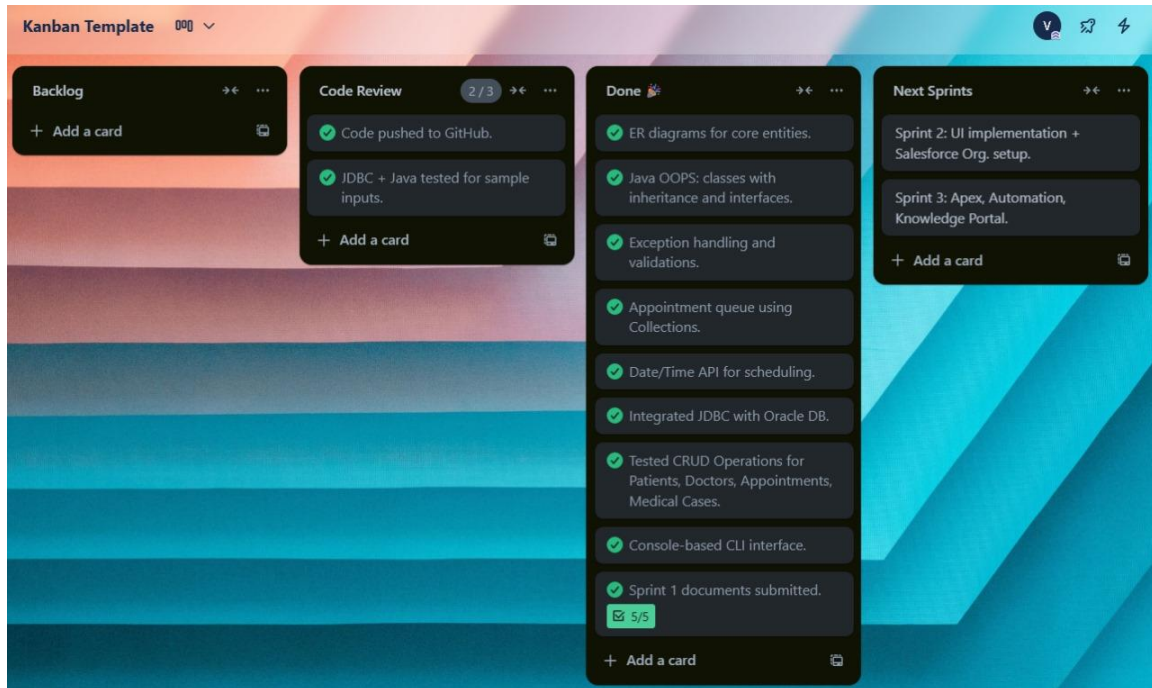 Kanban Template
V
Backlog
+ Add a card
Code Review 2 / 3
Code pushed to GitHub.
JDBC + Java tested for sample
inputs.
+ Add a card
Done
ER diagrams for core entities.
Java OOPS: classes with
inheritance and interfaces.
Exception handling and
validations.
Appointment queue using
Collections.
Date/Time API for scheduling.
Integrated JDBC with Oracle DB.
Tested CRUD Operations for
Patients, Doctors, Appointments,
Medical Cases.
Console-based CLI interface.
Sprint 1 documents submitted.
5/5
+ Add a card
Next Sprints
Sprint 2: UI implementation +
Salesforce Org. setup.
Sprint 3: Apex, Automation,
Knowledge Portal.
+ Add a card